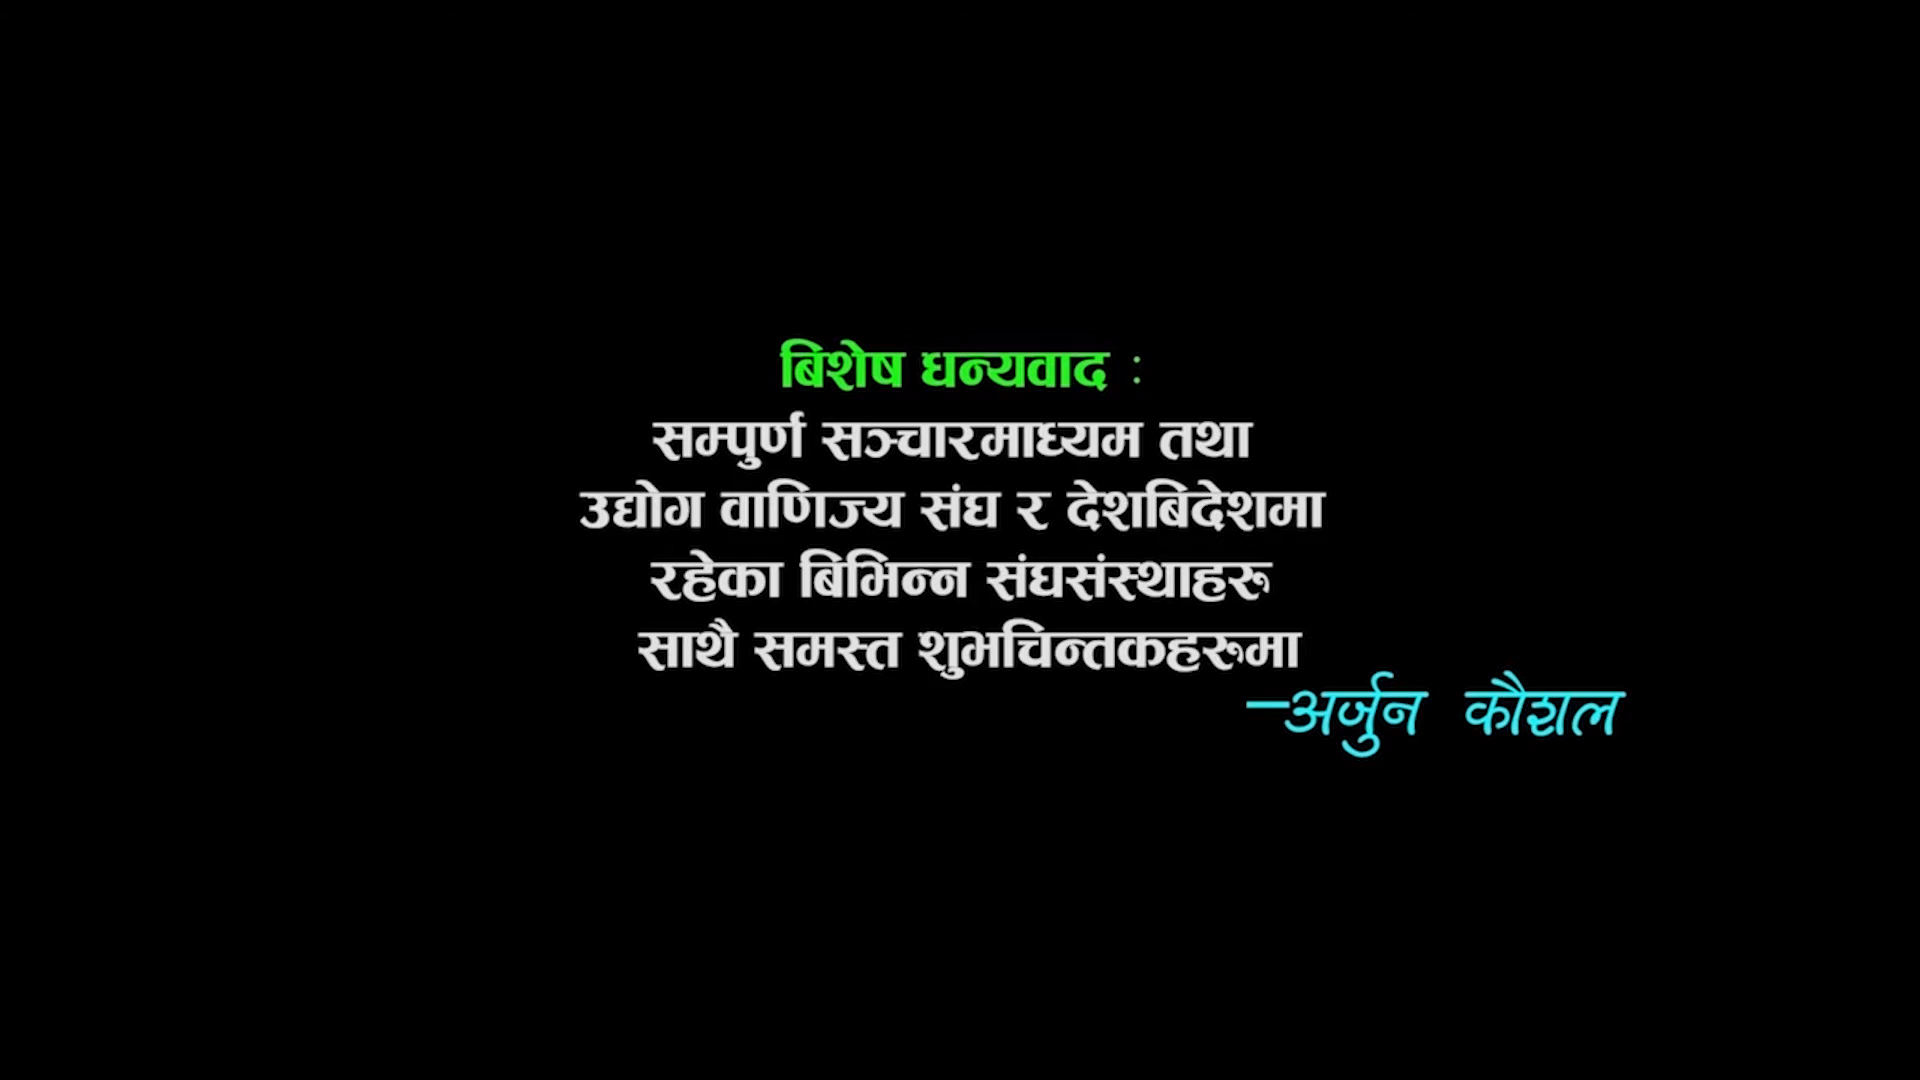 बिशेष धन्यवाद :
सम्पुर्ण सञ्चारमाध्यम तथा
उद्योग वाणिज्य संघ र देशबिदेशमा
रहेका बिभिन्न संघसंस्थाहरु
साथै समस्त शुभचिन्तकहरुमा
–अर्जुन कौशल